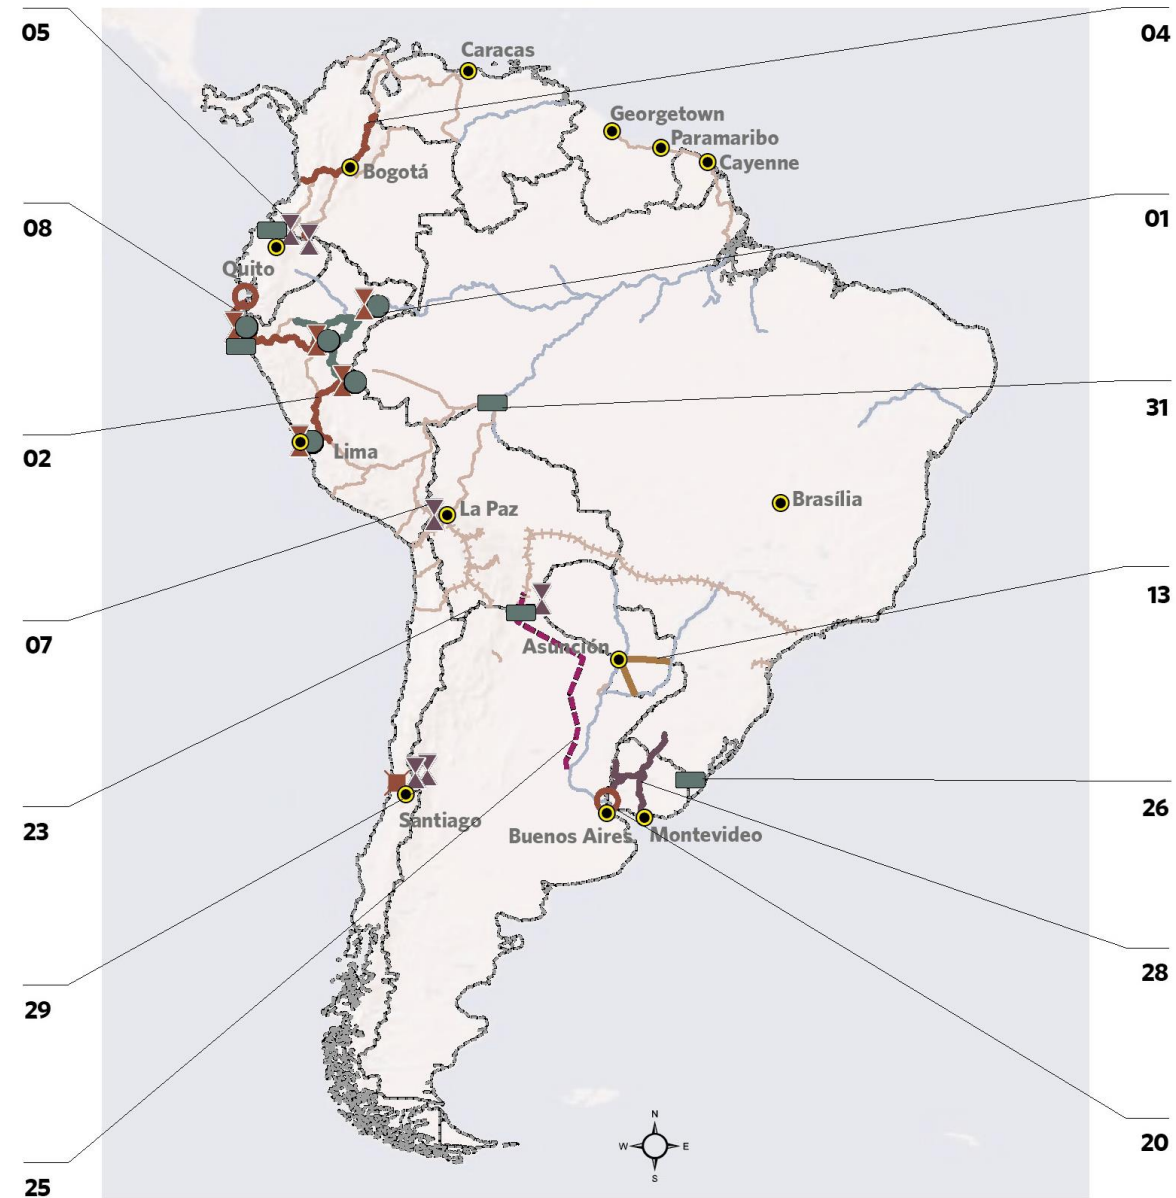 05
04
Caracas
Georgetown
Paramaribo
Cayenne
Bogotá
08
01
Quito
31
02
Lima
La Paz
Brasília
13
07
Asunción
26
23
Santiago
Buenos Aires
Montevideo
28
29
20
25
N
W
E
S